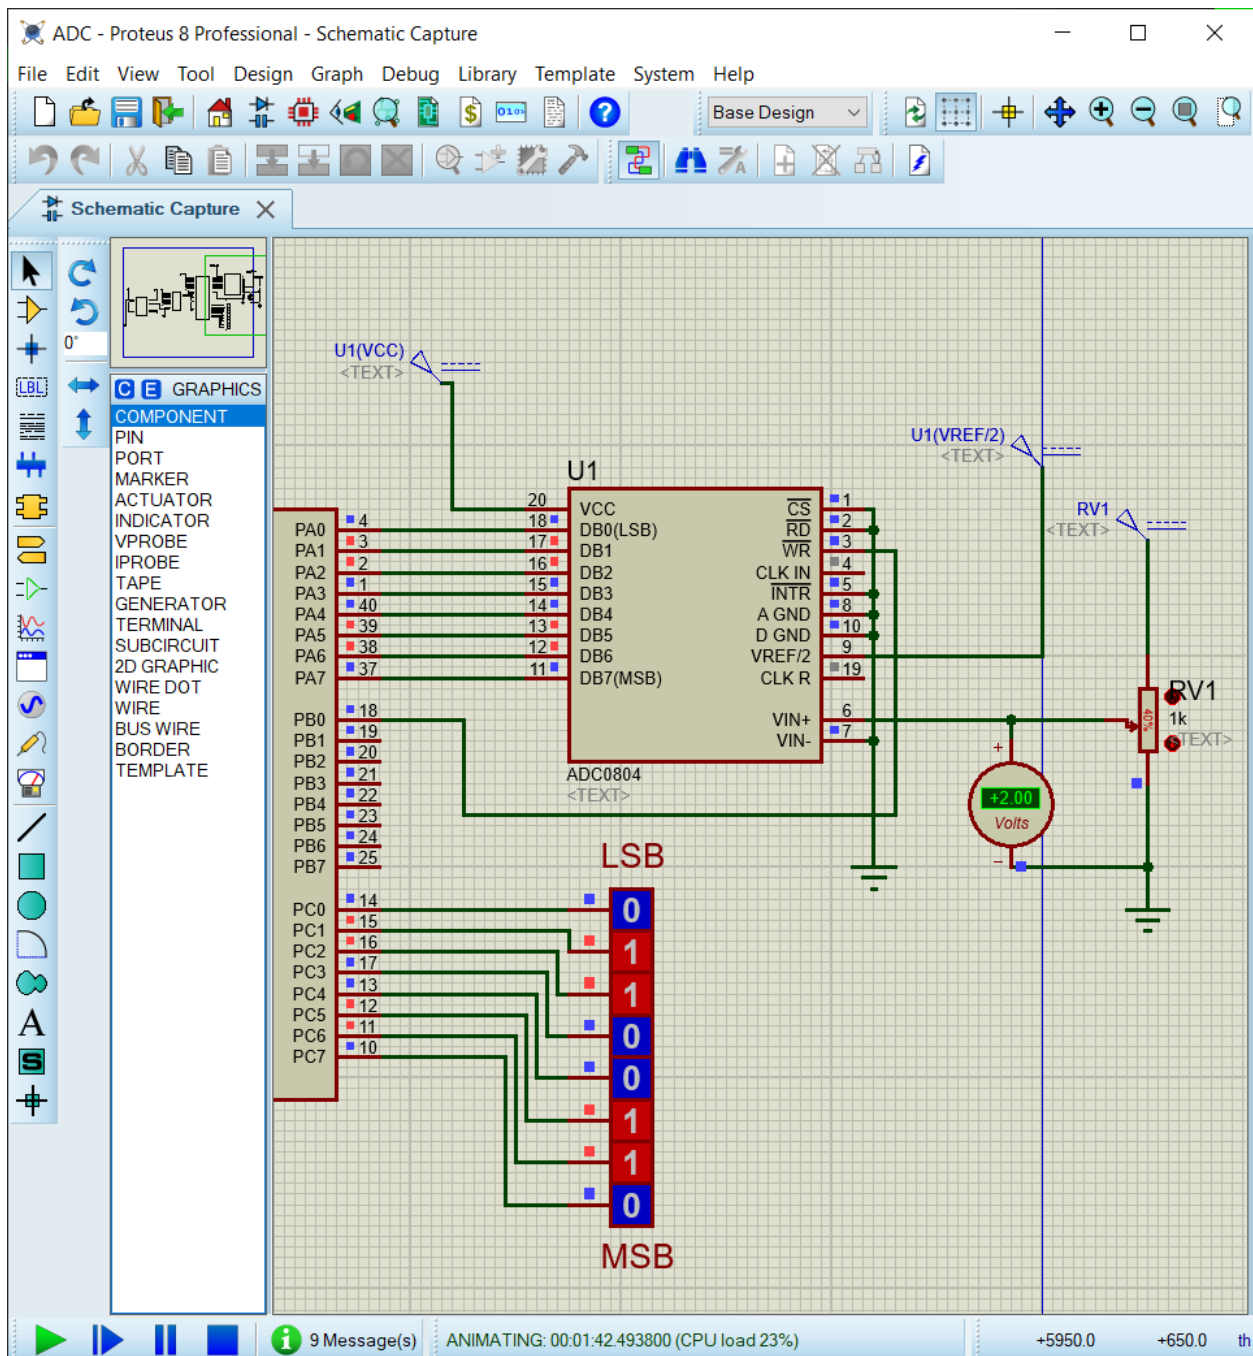 ADC - Proteus 8 Professional - Schematic Capture
File Edit View Tool Design Graph Debug Library Template System Help
Base Design
Schematic Capture
0°
LBL
A
S
C E GRAPHICS
COMPONENT
PIN
PORT
MARKER
ACTUATOR
INDICATOR
VPROBE
IPROBE
TAPE
GENERATOR
TERMINAL
SUBCIRCUIT
2D GRAPHIC
WIRE DOT
WIRE
BUS WIRE
BORDER
TEMPLATE
U1(VCC)
<TEXT>
U1(VREF/2)
<TEXT>
RV1
<TEXT>
U1
20 VCC
18 DB0(LSB)
17 DB1
16 DB2
15 DB3
14 DB4
13 DB5
12 DB6
11 DB7(MSB)
CS 1
RD 2
WR 3
CLK IN 4
INTR 5
A GND 8
D GND 10
VREF/2 9
CLK R 19
VIN+ 6
VIN- 7
ADC0804
<TEXT>
PA0 4
PA1 3
PA2 2
PA3 1
PA4 40
PA5 39
PA6 38
PA7 37
PB0 18
PB1 19
PB2 20
PB3 21
PB4 22
PB5 23
PB6 24
PB7 25
PC0 14
PC1 15
PC2 16
PC3 17
PC4 13
PC5 12
PC6 11
PC7 10
RV1
1k
<TEXT>
40%
+
+2.00
Volts
−
LSB
0
1
1
0
0
1
1
0
MSB
9 Message(s)
ANIMATING: 00:01:42.493800 (CPU load 23%)
+5950.0 +650.0 th